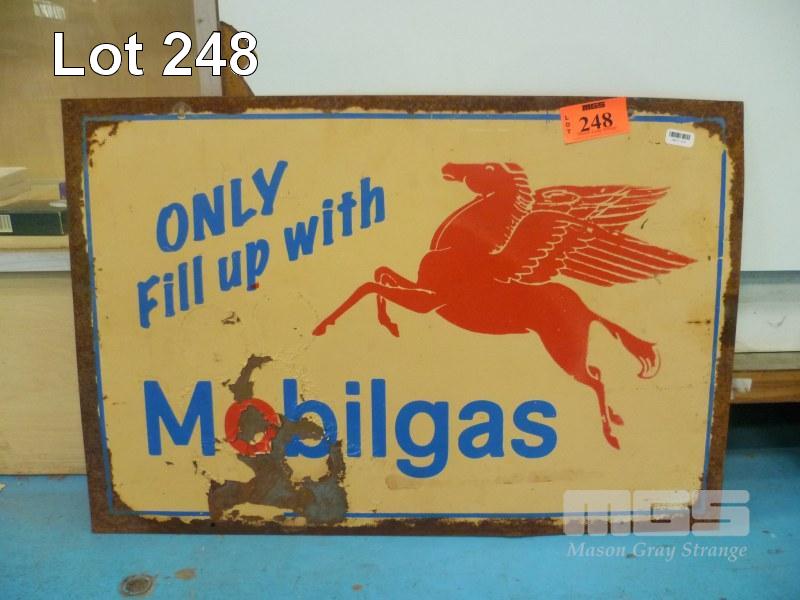 Lot 248
MGS
LOT 248
ONLY
Fill up with
Mobilgas
MGS
Mason Gray Strange